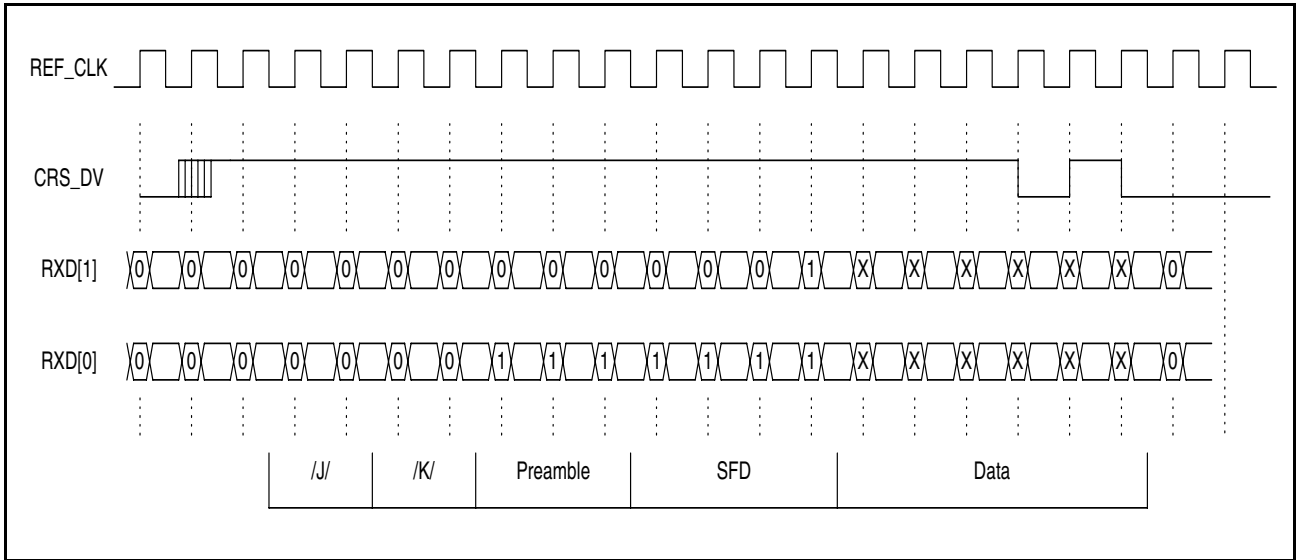 REF_CLK
CRS_DV
RXD[1] 0 0 0 0 0 0 0 0 0 0 0 0 0 1 X X X X X X 0
RXD[0] 0 0 0 0 0 0 0 1 1 1 1 1 1 1 X X X X X X 0
/J/ /K/ Preamble SFD Data